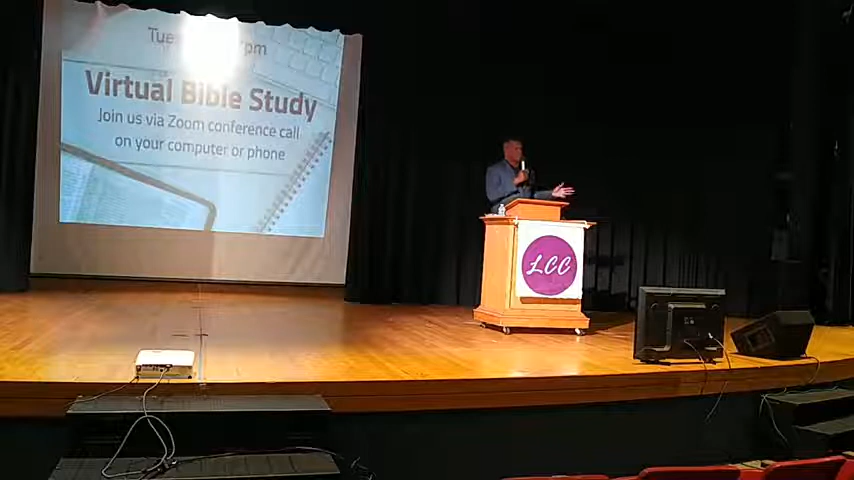 Virtual Bible Study
Join us via Zoom conference call
on your computer or phone!
LCC